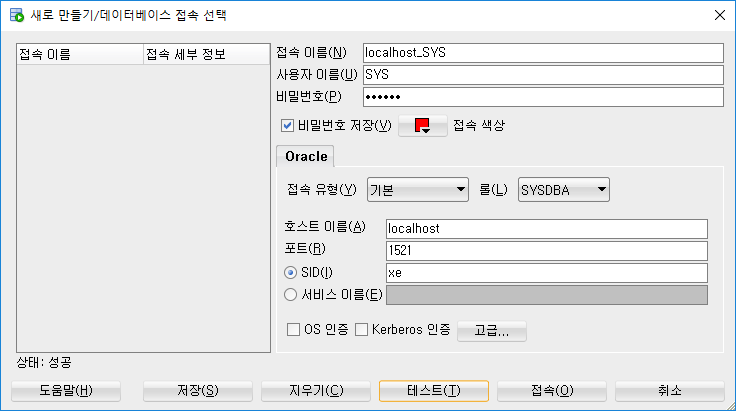 새로 만들기/데이터베이스 접속 선택
접속 이름 접속 세부 정보
접속 이름(N) localhost_SYS
사용자 이름(U) SYS
비밀번호(P) ••••••
비밀번호 저장(V) 접속 색상
Oracle
접속 유형(Y) 기본 롤(L) SYSDBA
호스트 이름(A) localhost
포트(R) 1521
SID(I) xe
서비스 이름(E)
OS 인증 Kerberos 인증 고급...
상태: 성공
도움말(H) 저장(S) 지우기(C) 테스트(T) 접속(O) 취소